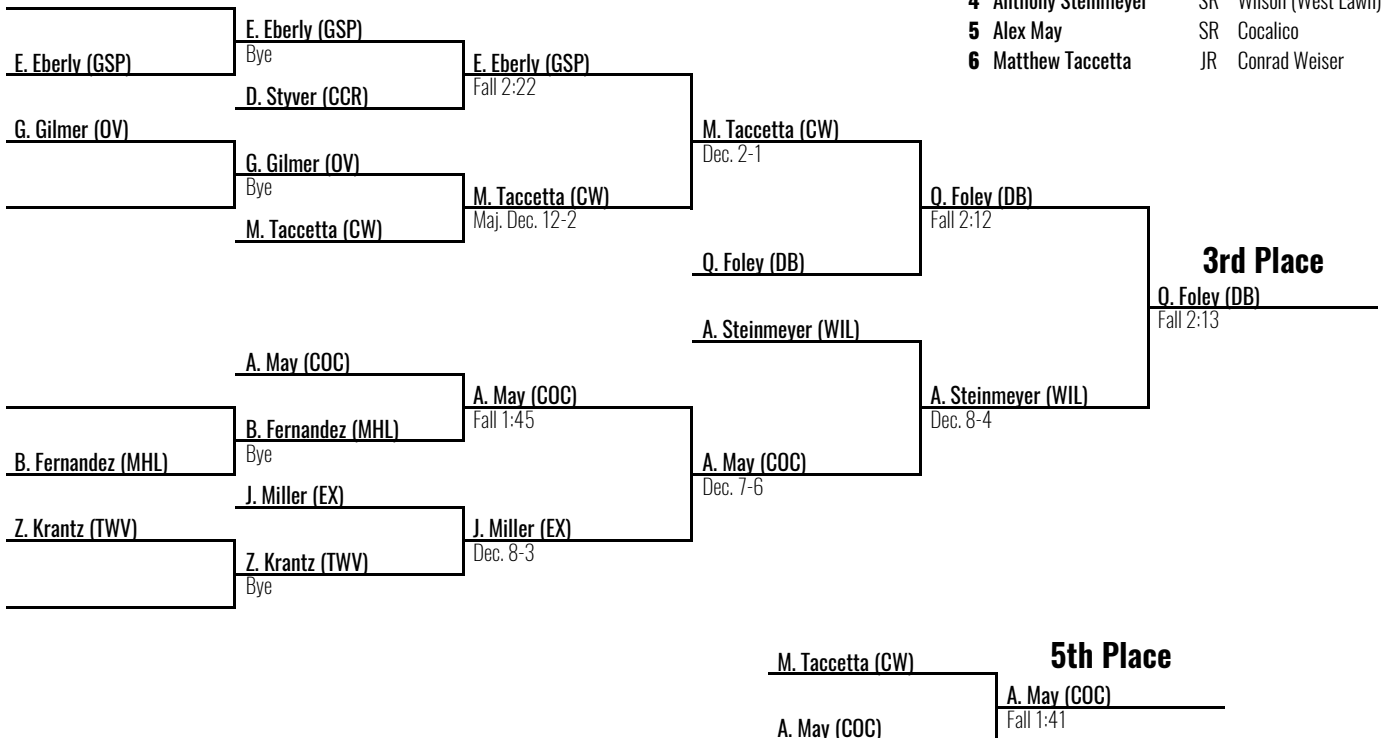 4 Anthony Steinmeyer SR Wilson (West Lawn)
5 Alex May SR Cocalico
6 Matthew Taccetta JR Conrad Weiser
E. Eberly (GSP)
G. Gilmer (OV)
B. Fernandez (MHL)
Z. Krantz (TWV)
E. Eberly (GSP)
Bye
D. Styver (CCR)
G. Gilmer (OV)
Bye
M. Taccetta (CW)
A. May (COC)
B. Fernandez (MHL)
Bye
J. Miller (EX)
Z. Krantz (TWV)
Bye
E. Eberly (GSP)
Fall 2:22
M. Taccetta (CW)
Maj. Dec. 12-2
A. May (COC)
Fall 1:45
J. Miller (EX)
Dec. 8-3
M. Taccetta (CW)
Dec. 2-1
Q. Foley (DB)
A. Steinmeyer (WIL)
A. May (COC)
Dec. 7-6
Q. Foley (DB)
Fall 2:12
A. Steinmeyer (WIL)
Dec. 8-4
3rd Place
Q. Foley (DB)
Fall 2:13
5th Place
M. Taccetta (CW)
A. May (COC)
A. May (COC)
Fall 1:41